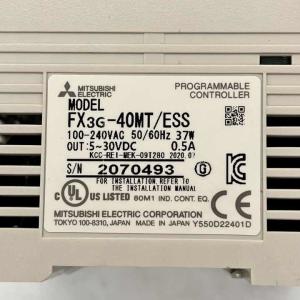 MITSUBISHI
ELECTRIC
PROGRAMMABLE
CONTROLLER
MODEL
FX3G-40MT/ESS
100-240VAC 50/60Hz 37W
OUT:5-30VDC 0.5A
KCC-REI-MEK-09T280 2020.07
S/N 2070493
FOR INSTALLATION REFER TO
THE INSTALLATION MANUAL.
C UL US LISTED 80M1 IND. CONT. EQ.
CE
MITSUBISHI ELECTRIC CORPORATION
TOKYO 100-8310, JAPAN MADE IN JAPAN Y550D22401D